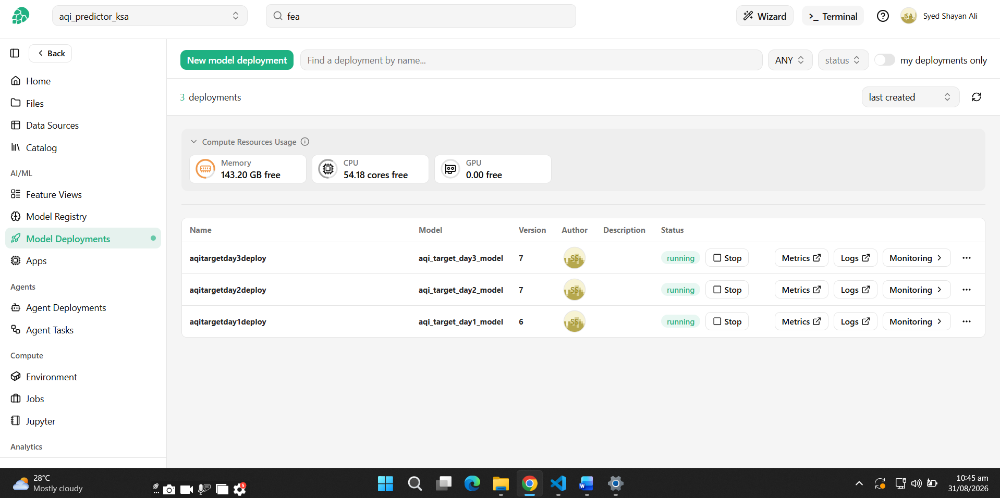 aqi_predictor_ksa
fea
Wizard
>_ Terminal
SA
Syed Shayan Ali
Back
Home
Files
Data Sources
Catalog
AI/ML
Feature Views
Model Registry
Model Deployments
Apps
Agents
Agent Deployments
Agent Tasks
Compute
Environment
Jobs
Jupyter
Analytics
New model deployment
Find a deployment by name...
ANY
status
my deployments only
3 deployments
last created
Compute Resources Usage
Memory
143.20 GB free
CPU
54.18 cores free
GPU
0.00 free
Name Model Version Author Description Status
aqitargetday3deploy aqi_target_day3_model 7 SS running Stop Metrics Logs Monitoring
aqitargetday2deploy aqi_target_day2_model 7 SS running Stop Metrics Logs Monitoring
aqitargetday1deploy aqi_target_day1_model 6 SS running Stop Metrics Logs Monitoring
28°C
Mostly cloudy
5
W
10:45 am
31/08/2026